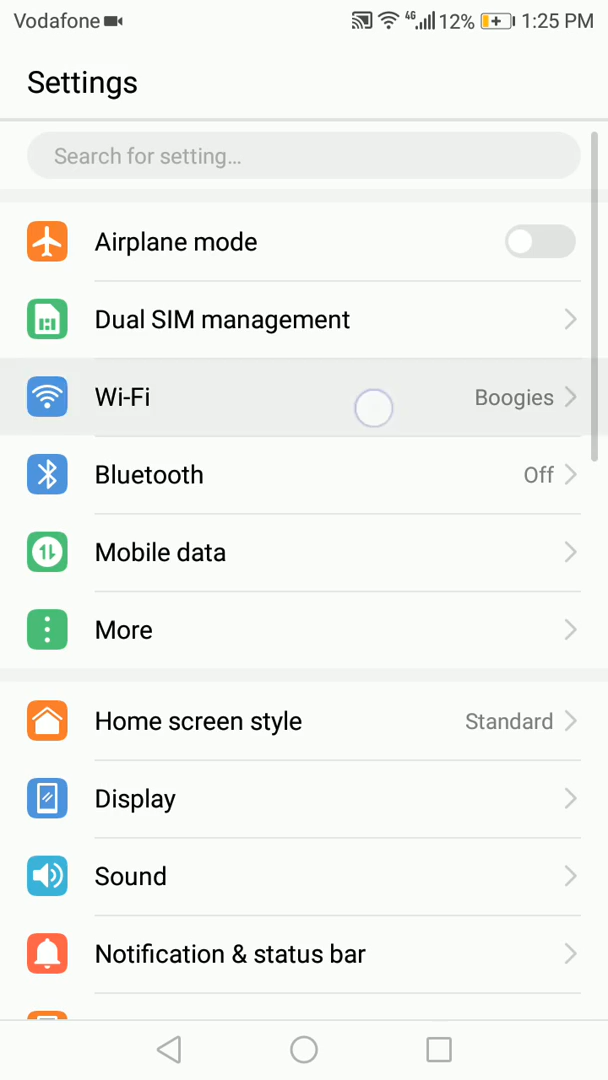 Vodafone 4G 12% 1:25 PM
Settings
Search for setting...
Airplane mode
Dual SIM management
Wi-Fi Boogies
Bluetooth Off
Mobile data
More
Home screen style Standard
Display
Sound
Notification & status bar